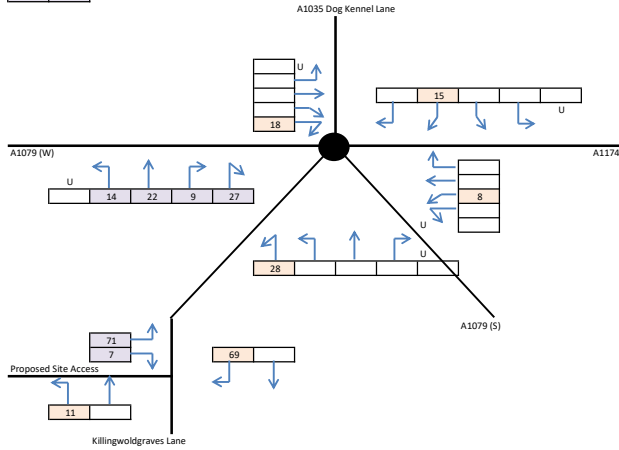 A1035 Dog Kennel Lane
U
15
18
U
A1079 (W)
A1174
U
14 22 9 27
8
U
U
28
A1079 (S)
71
7
69
Proposed Site Access
11
Killingwoldgraves Lane